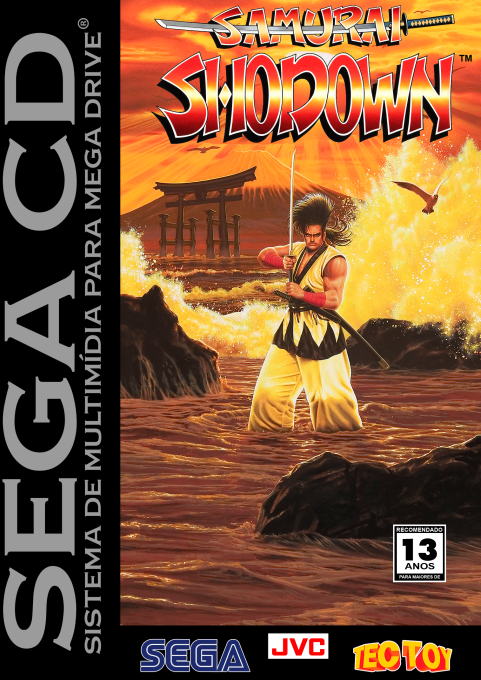 SEGA CD®
SISTEMA DE MULTIMÍDIA PARA MEGA DRIVE
SAMURAI
SHODOWN™
RECOMENDADO
13
ANOS
PARA MAIORES DE
SEGA
JVC
TEC TOY